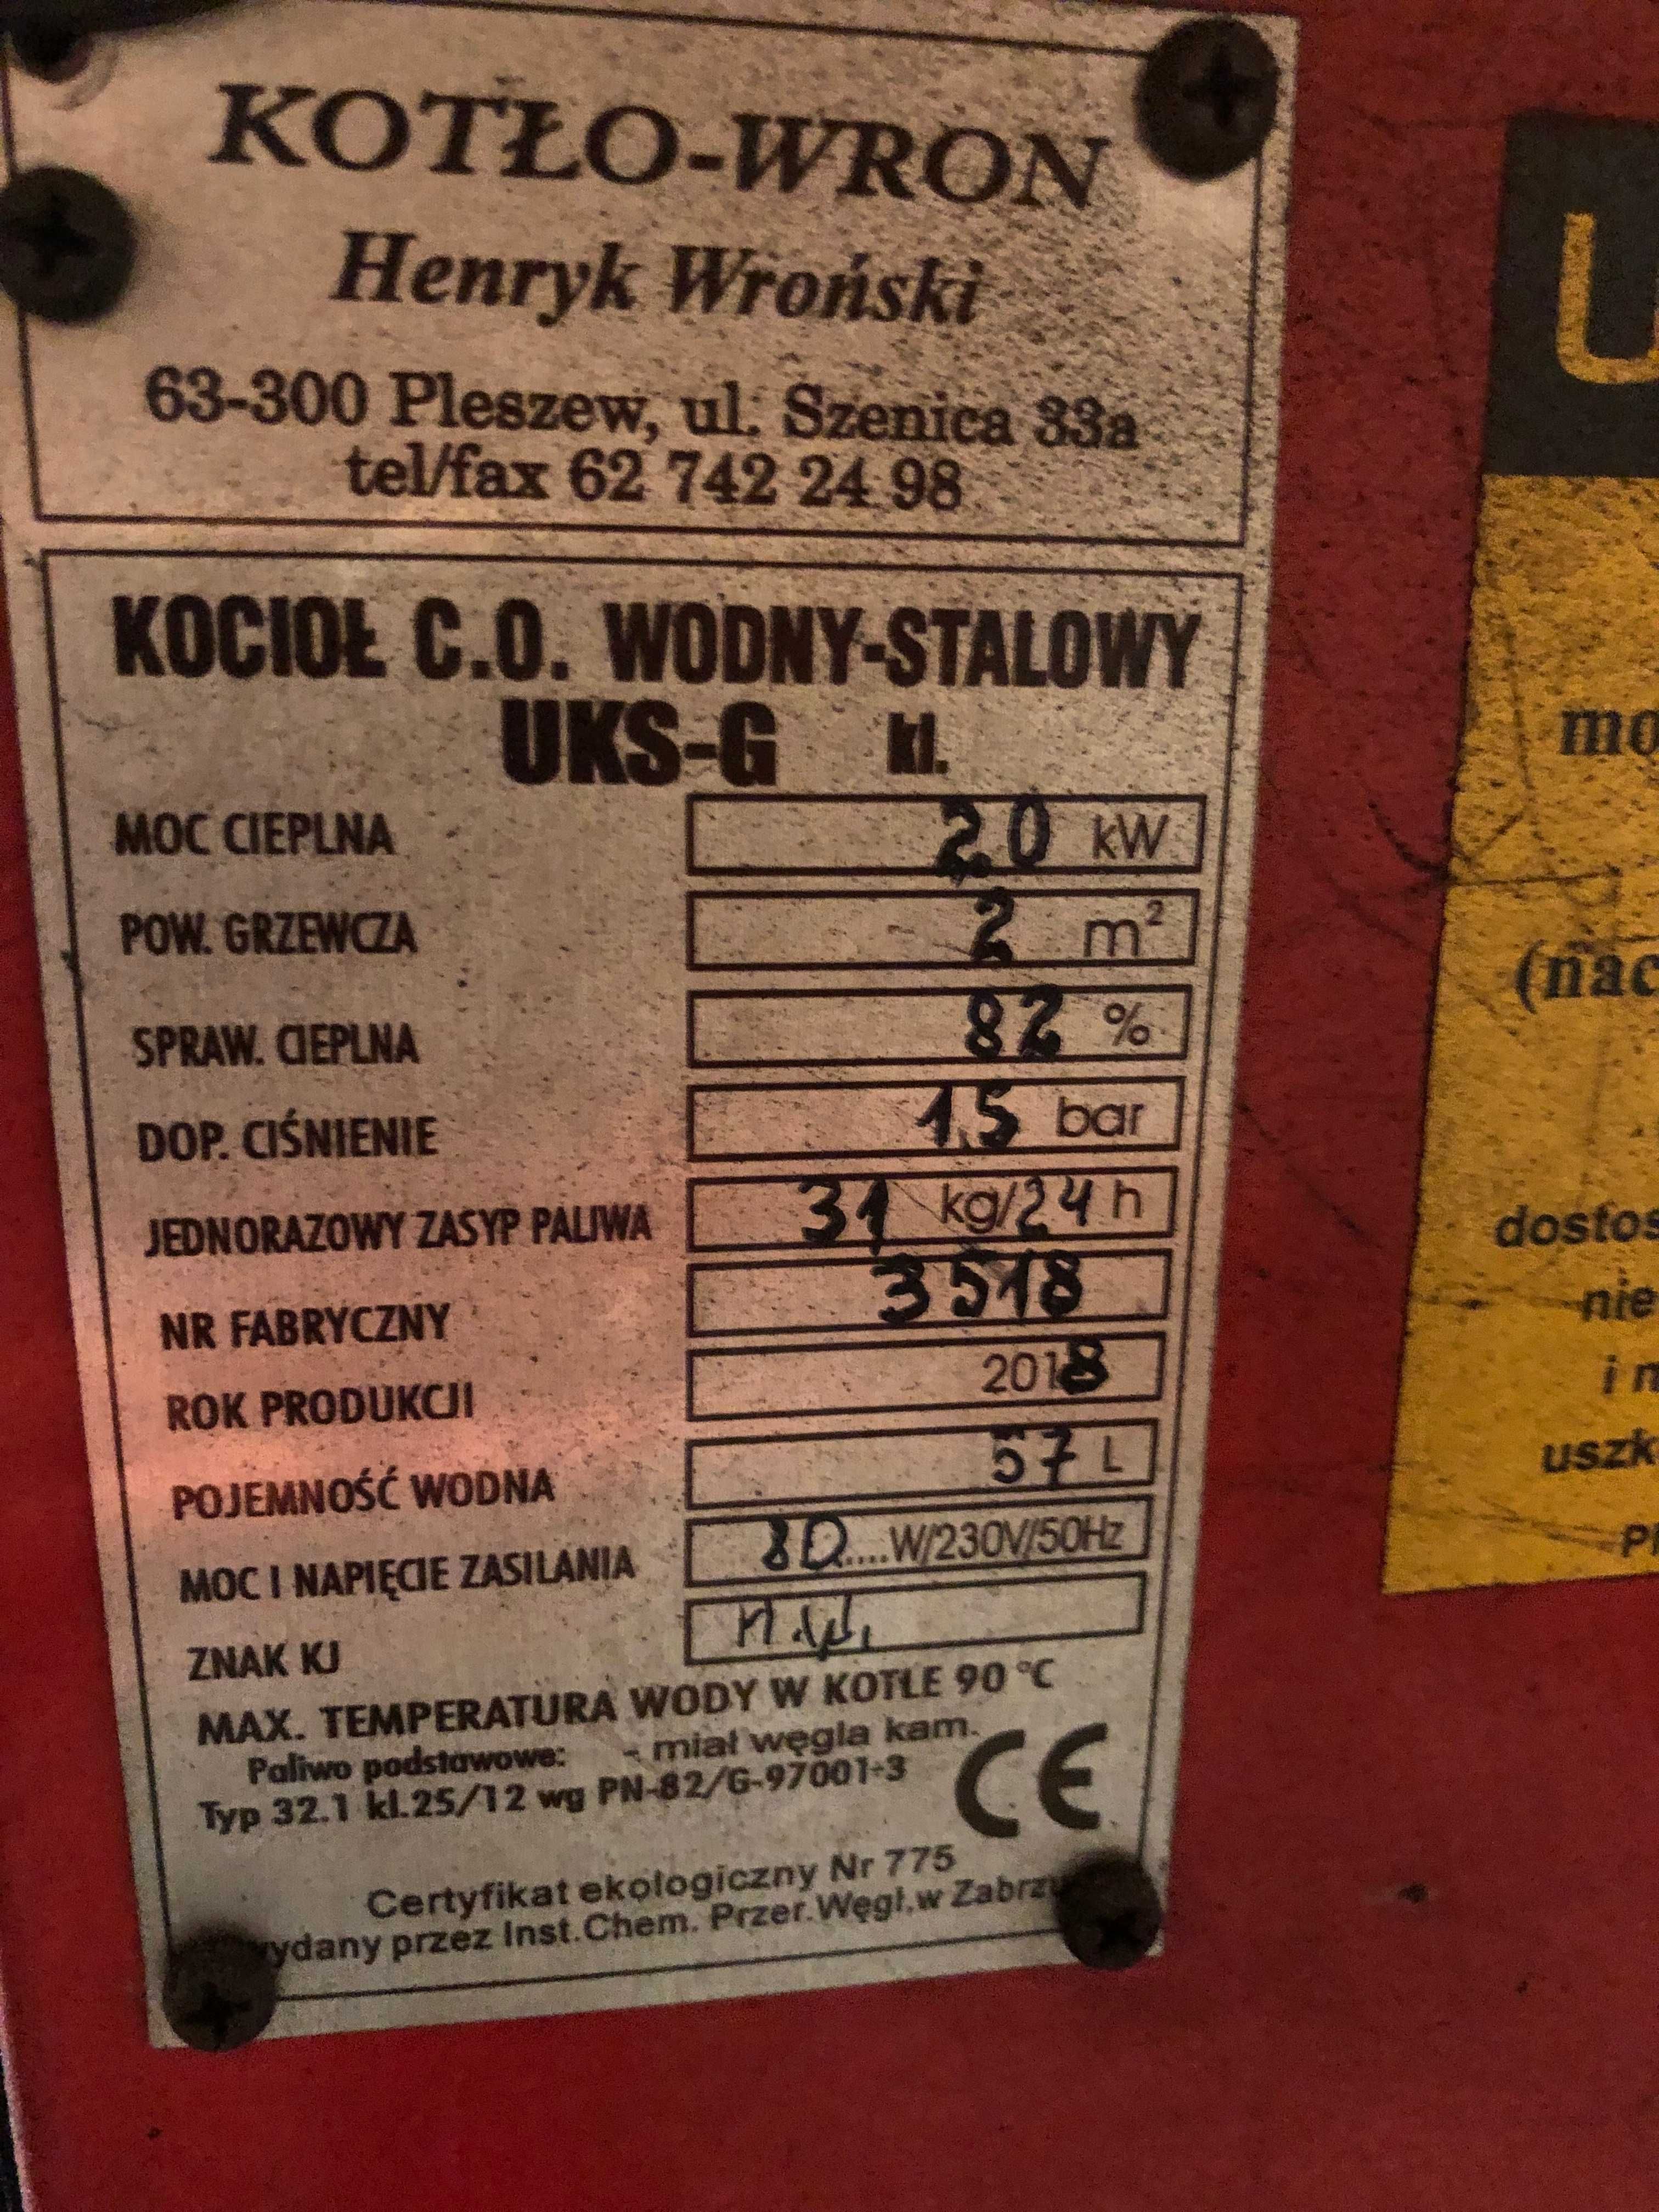 KOTŁO-WRON
Henryk Wroński
63-300 Pleszew, ul. Szenica 33a
tel/fax 62 742 24 98
KOCIOŁ C.O. WODNY-STALOWY
UKS-G kl.
MOC CIEPLNA 20 kW
POW. GRZEWCZA 2 m²
SPRAW. CIEPLNA 82 %
DOP. CIŚNIENIE 1,5 bar
JEDNORAZOWY ZASYP PALIWA 31 kg/24 h
NR FABRYCZNY 3518
ROK PRODUKCJI 2018
POJEMNOŚĆ WODNA 57 L
MOC I NAPIĘCIE ZASILANIA 80....W/230V/50Hz
ZNAK KJ
MAX. TEMPERATURA WODY W KOTLE 90 °C
Paliwo podstawowe: - miał węgla kam.
Typ 32.1 kl.25/12 wg PN-82/G-97001÷3
CE
Certyfikat ekologiczny Nr 775
wydany przez Inst.Chem. Przer.Węgl.w Zabrzu
U
mo
(nac
dostos
nie
i n
uszk